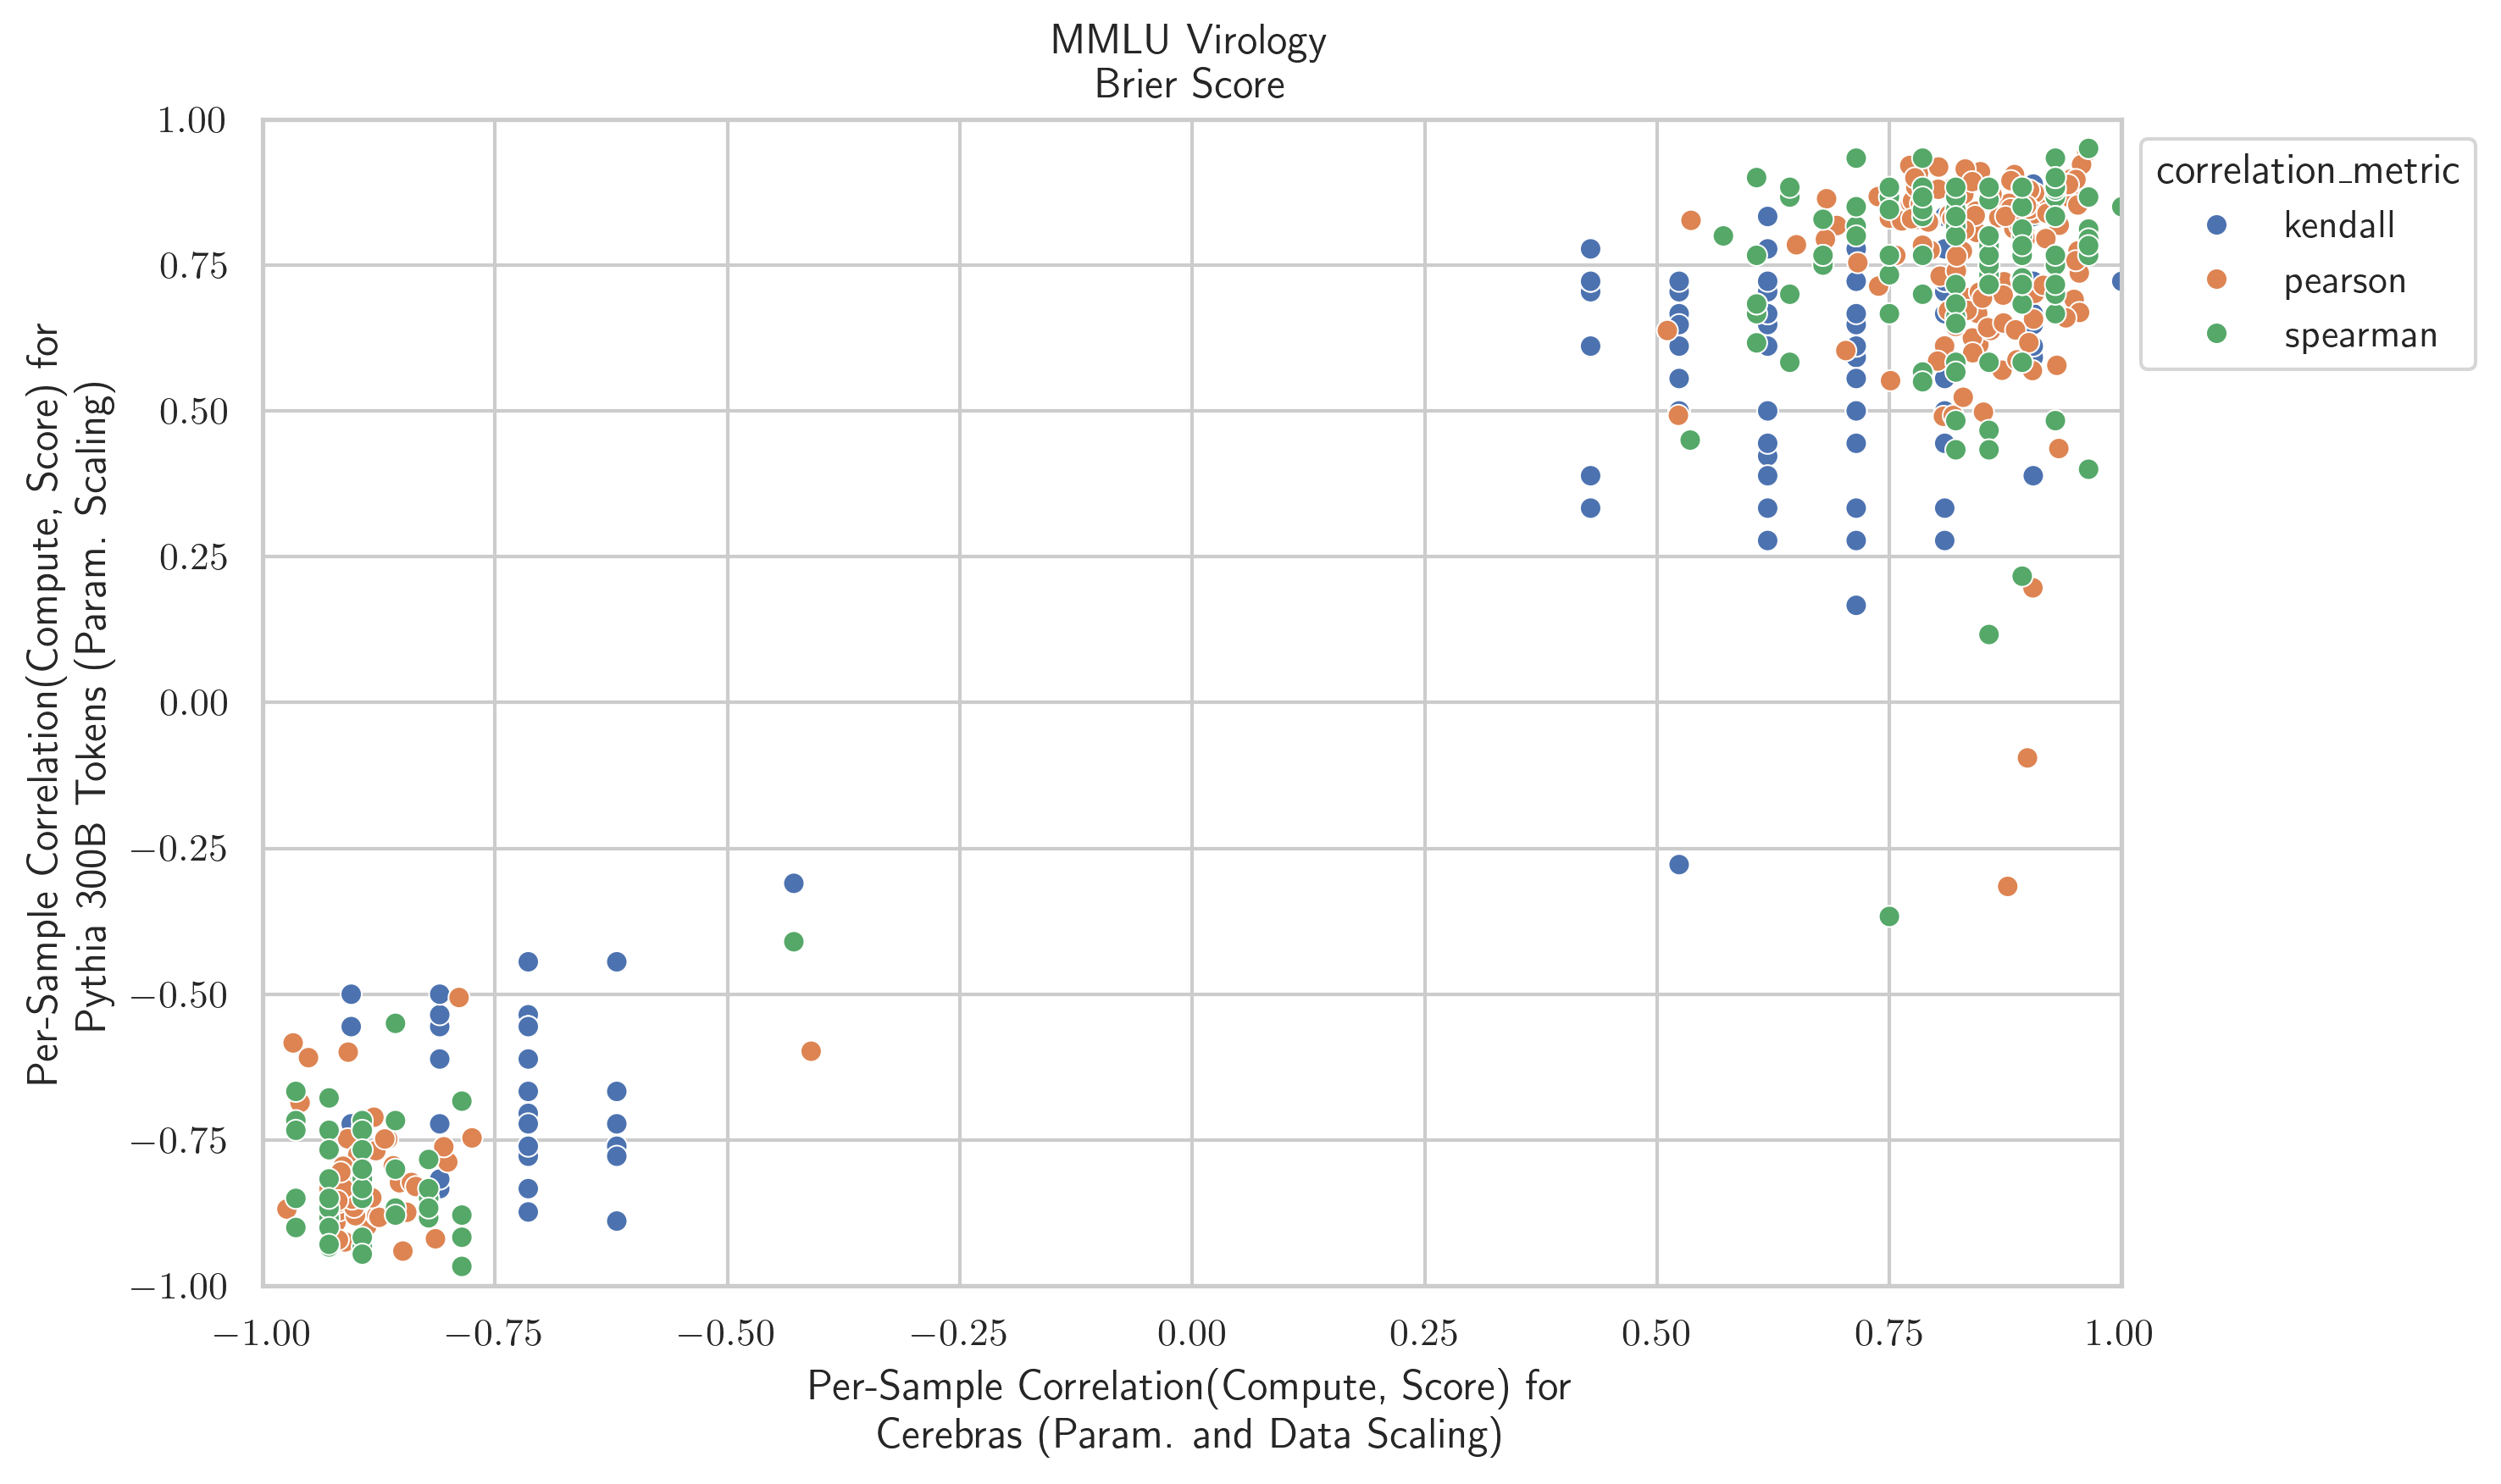 MMLU Virology
Brier Score
Per-Sample Correlation(Compute, Score) for
Pythia 300B Tokens (Param. Scaling)
1.00
0.75
0.50
0.25
0.00
−0.25
−0.50
−0.75
−1.00
−1.00 −0.75 −0.50 −0.25 0.00 0.25 0.50 0.75 1.00
Per-Sample Correlation(Compute, Score) for
Cerebras (Param. and Data Scaling)
correlation_metric
kendall
pearson
spearman